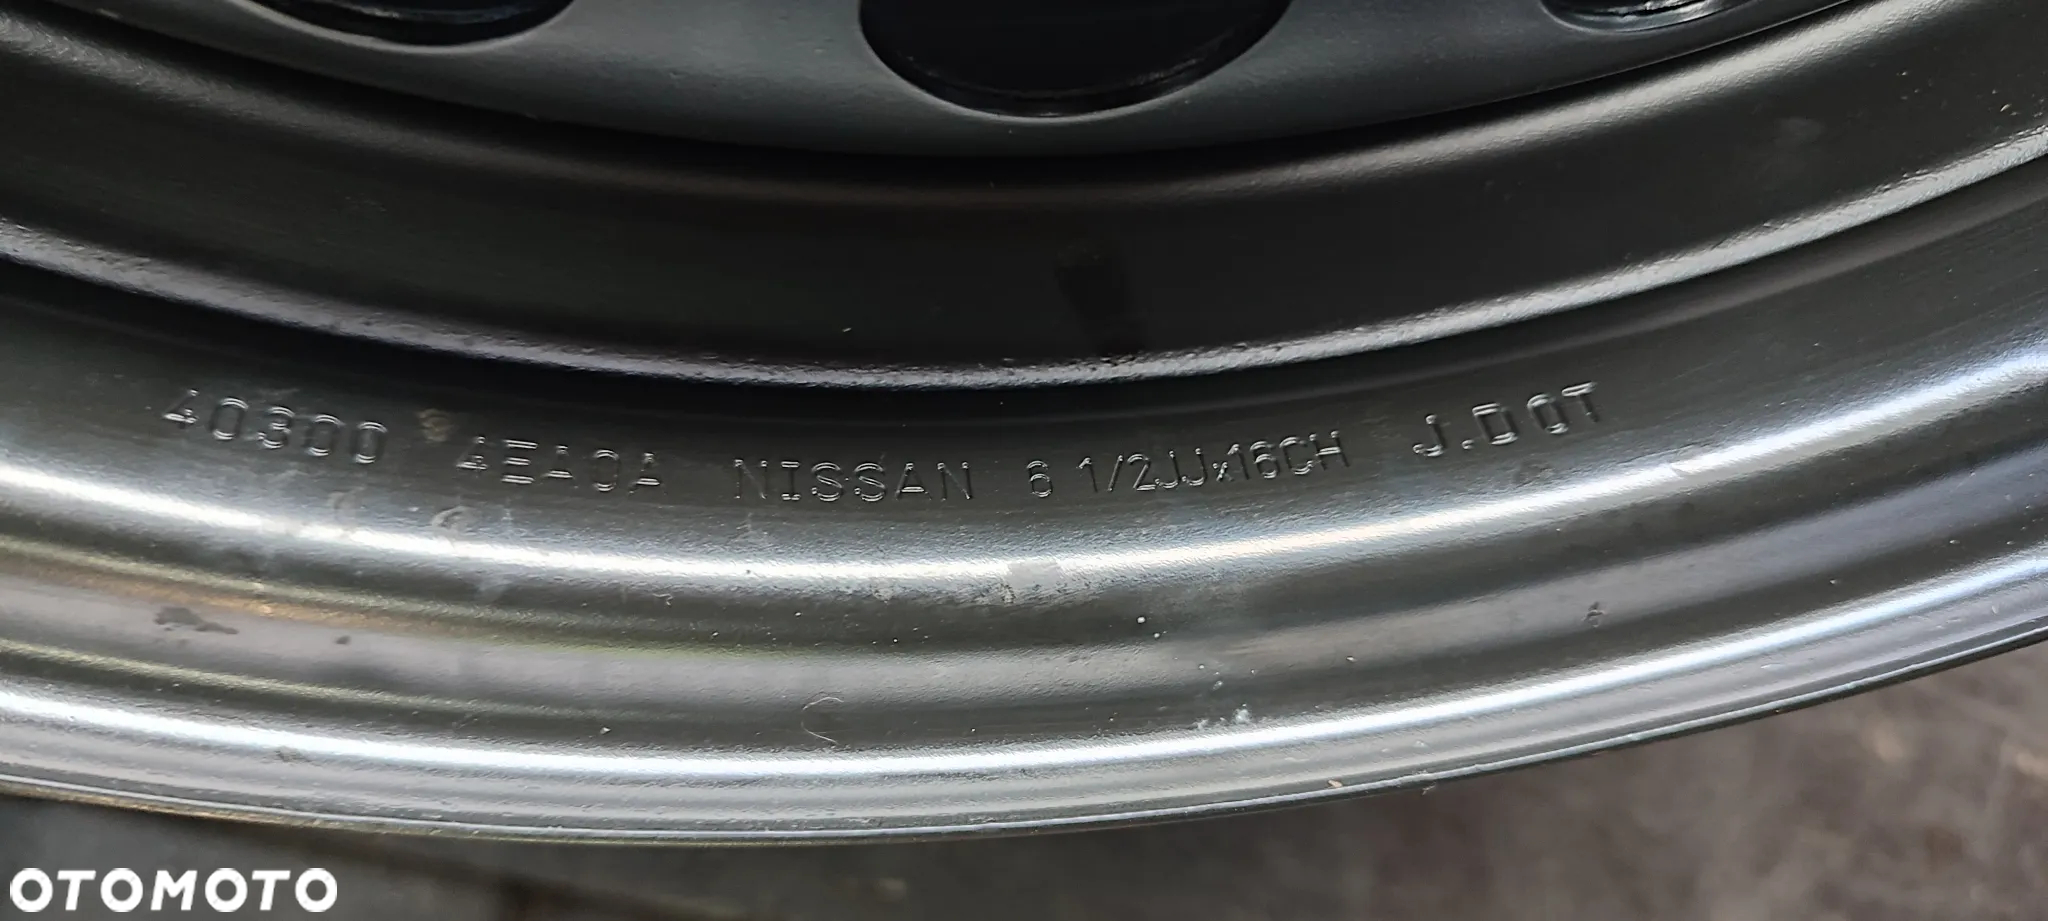 40300 4EA0A NISSAN 6 1/2JJx16CH J.DOT
OTOMOTO